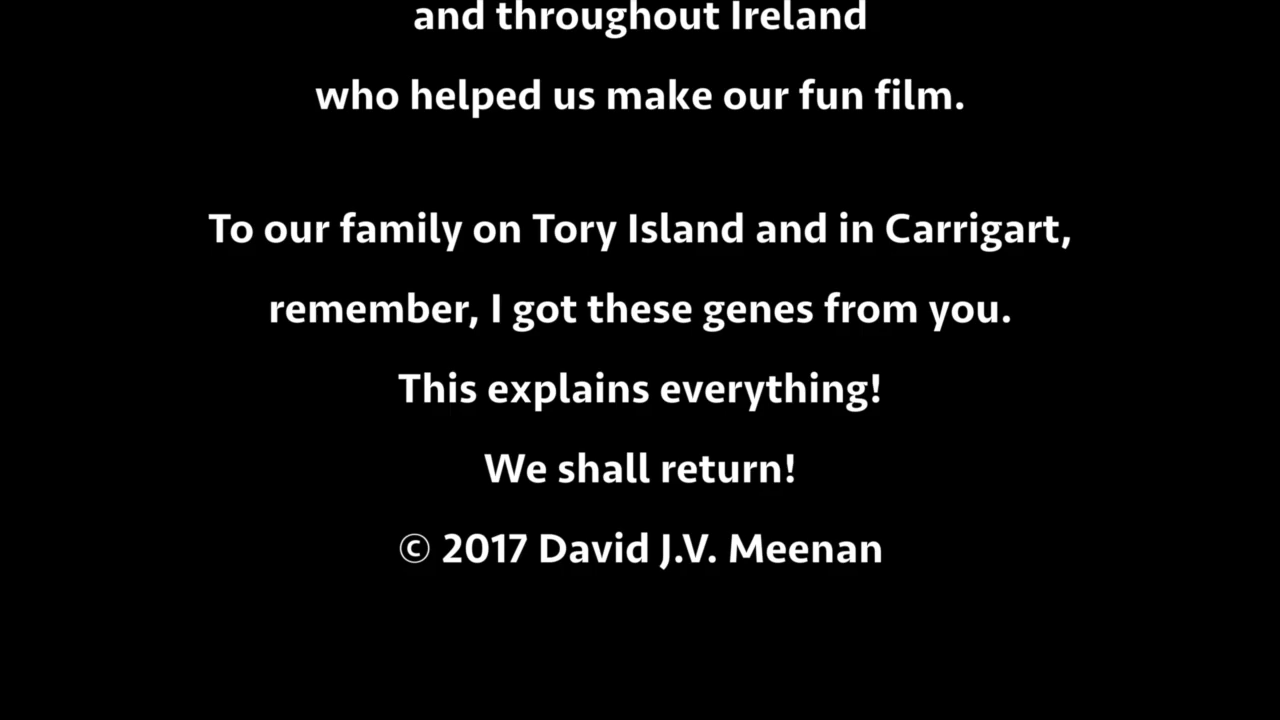 and throughout Ireland
who helped us make our fun film.
To our family on Tory Island and in Carrigart,
remember, I got these genes from you.
This explains everything!
We shall return!
© 2017 David J.V. Meenan